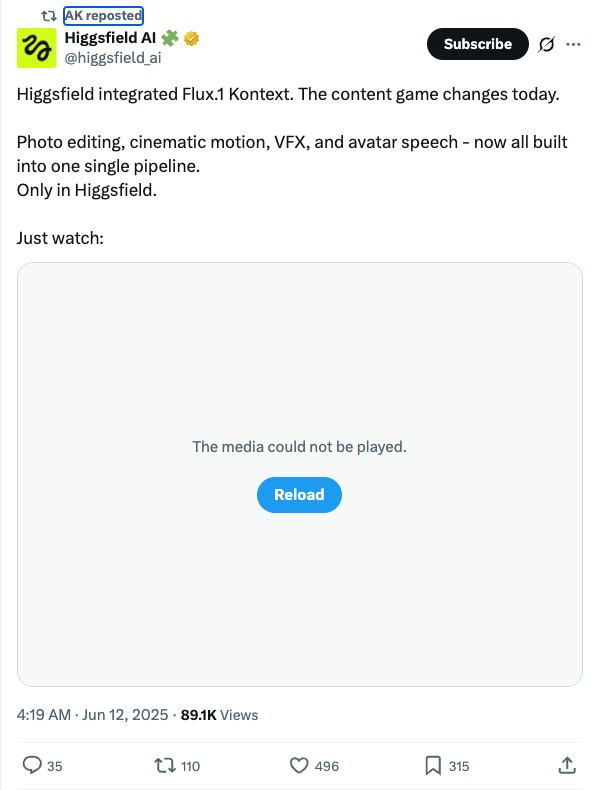 AK reposted
Higgsfield AI
@higgsfield_ai
Subscribe
Higgsfield integrated Flux.1 Kontext. The content game changes today.
Photo editing, cinematic motion, VFX, and avatar speech - now all built
into one single pipeline.
Only in Higgsfield.
Just watch:
The media could not be played.
Reload
4:19 AM · Jun 12, 2025 · 89.1K Views
35 110 496 315